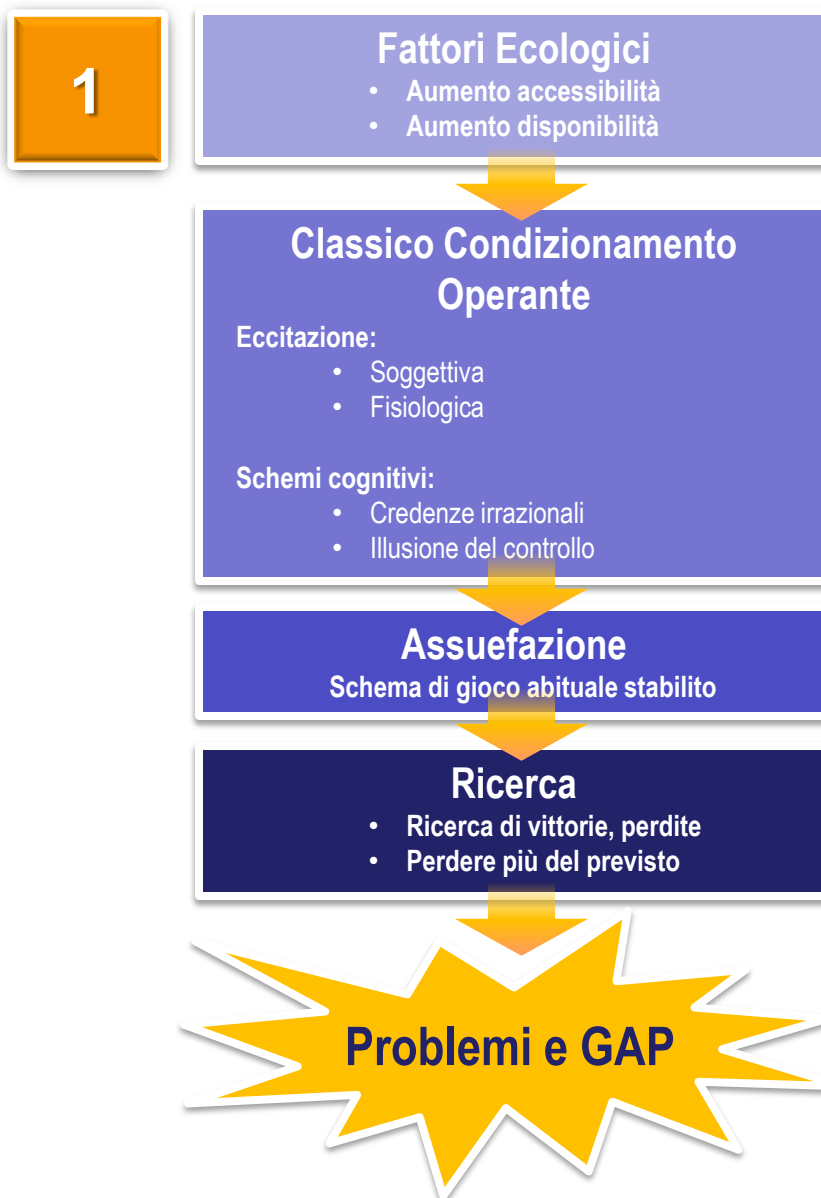 1
Fattori Ecologici
• Aumento accessibilità
• Aumento disponibilità
Classico Condizionamento
Operante
Eccitazione:
• Soggettiva
• Fisiologica
Schemi cognitivi:
• Credenze irrazionali
• Illusione del controllo
Assuefazione
Schema di gioco abituale stabilito
Ricerca
• Ricerca di vittorie, perdite
• Perdere più del previsto
Problemi e GAP